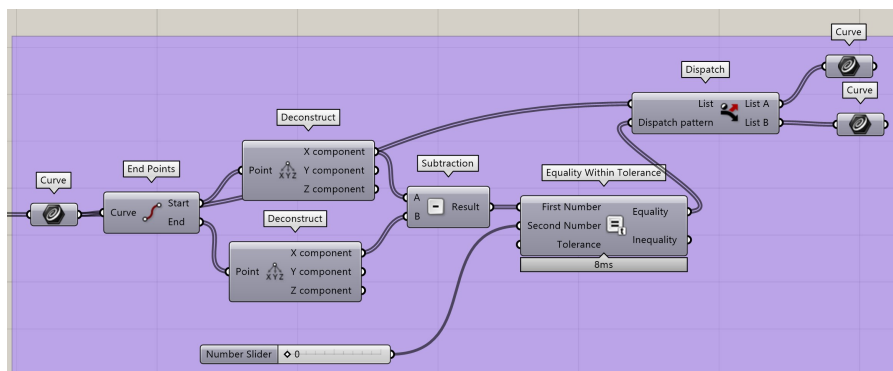 Curve
Dispatch
List
List A
Dispatch pattern
List B
Curve
Deconstruct
X component
Point
Y component
Z component
XYZ
Subtraction
A
B
Result
Equality Within Tolerance
First Number
Equality
Second Number
Tolerance
Inequality
8ms
Curve
End Points
Curve
Start
End
Deconstruct
X component
Point
Y component
Z component
XYZ
Number Slider
0